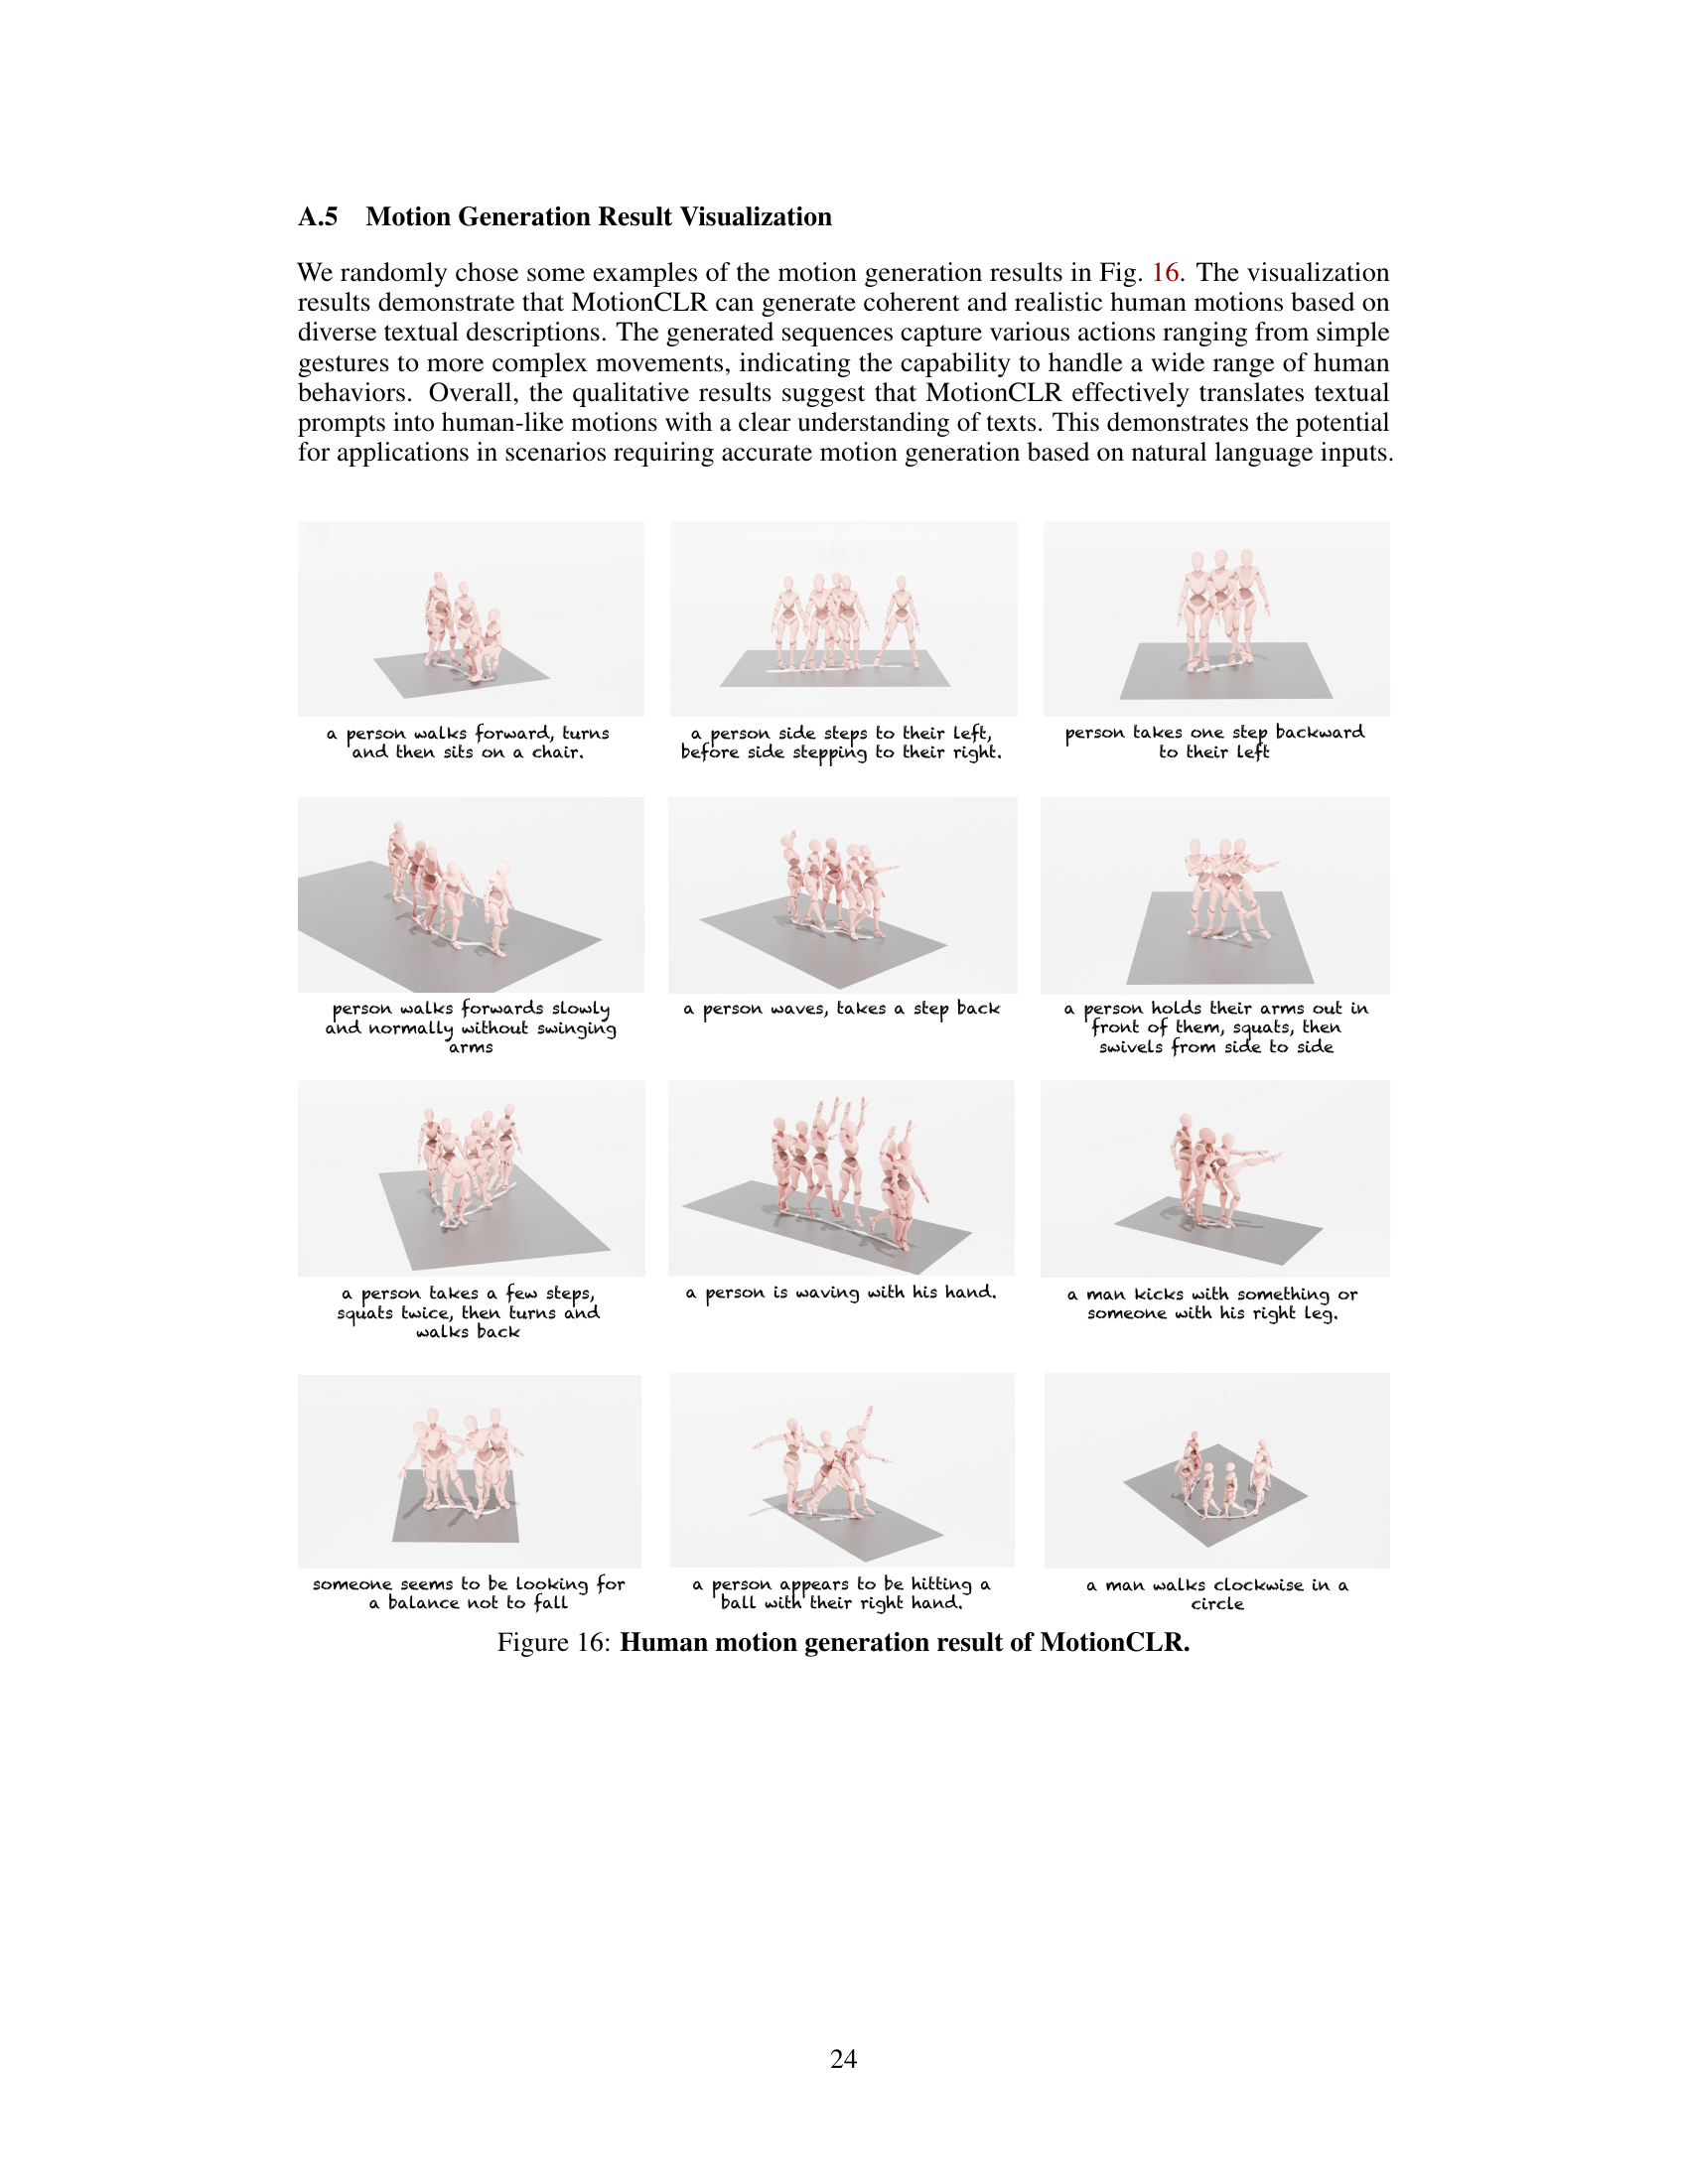 A.5 Motion Generation Result Visualization
We randomly chose some examples of the motion generation results in Fig. 16. The visualization
results demonstrate that MotionCLR can generate coherent and realistic human motions based on
diverse textual descriptions. The generated sequences capture various actions ranging from simple
gestures to more complex movements, indicating the capability to handle a wide range of human
behaviors. Overall, the qualitative results suggest that MotionCLR effectively translates textual
prompts into human-like motions with a clear understanding of texts. This demonstrates the potential
for applications in scenarios requiring accurate motion generation based on natural language inputs.
a person walks forward, turns
and then sits on a chair.
a person side steps to their left,
before side stepping to their right.
person takes one step backward
to their left
person walks forwards slowly
and normally without swinging
arms
a person waves, takes a step back
a person holds their arms out in
front of them, squats, then
swivels from side to side
a person takes a few steps,
squats twice, then turns and
walks back
a person is waving with his hand.
a man kicks with something or
someone with his right leg.
someone seems to be looking for
a balance not to fall
a person appears to be hitting a
ball with their right hand.
a man walks clockwise in a
circle
Figure 16: Human motion generation result of MotionCLR.
24